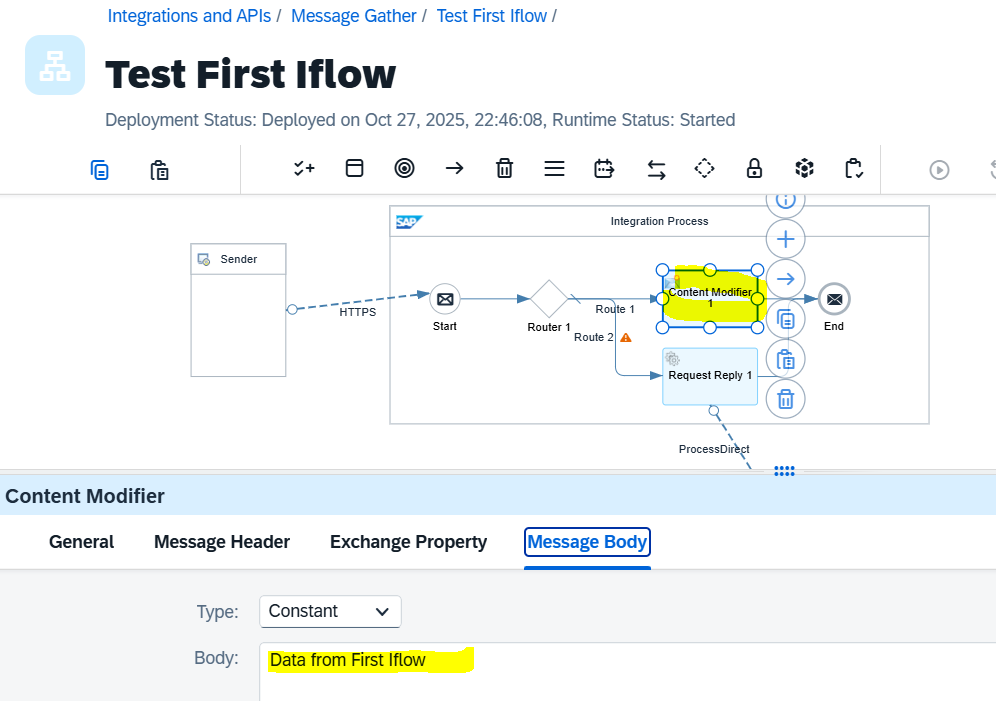 Integrations and APIs / Message Gather / Test First Iflow /
Test First Iflow
Deployment Status: Deployed on Oct 27, 2025, 22:46:08, Runtime Status: Started
SAP
Integration Process
Sender
HTTPS
Start
Router 1
Route 1
Route 2
Content Modifier
1
End
Request Reply 1
ProcessDirect
Content Modifier
General Message Header Exchange Property Message Body
Type: Constant
Body: Data from First Iflow